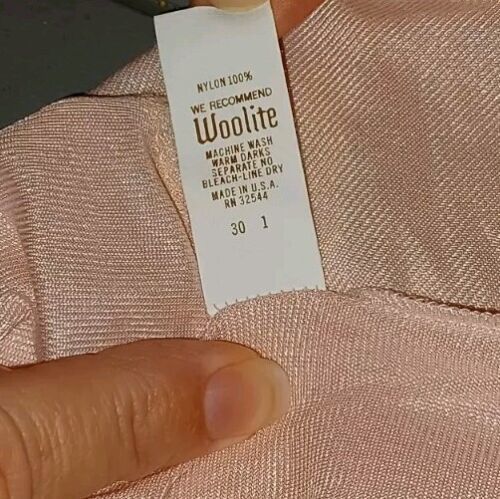 NYLON 100%
WE RECOMMEND
Woolite
MACHINE WASH
WARM DARKS
SEPARATE NO
BLEACH-LINE DRY
MADE IN U.S.A.
RN 32544
30 1